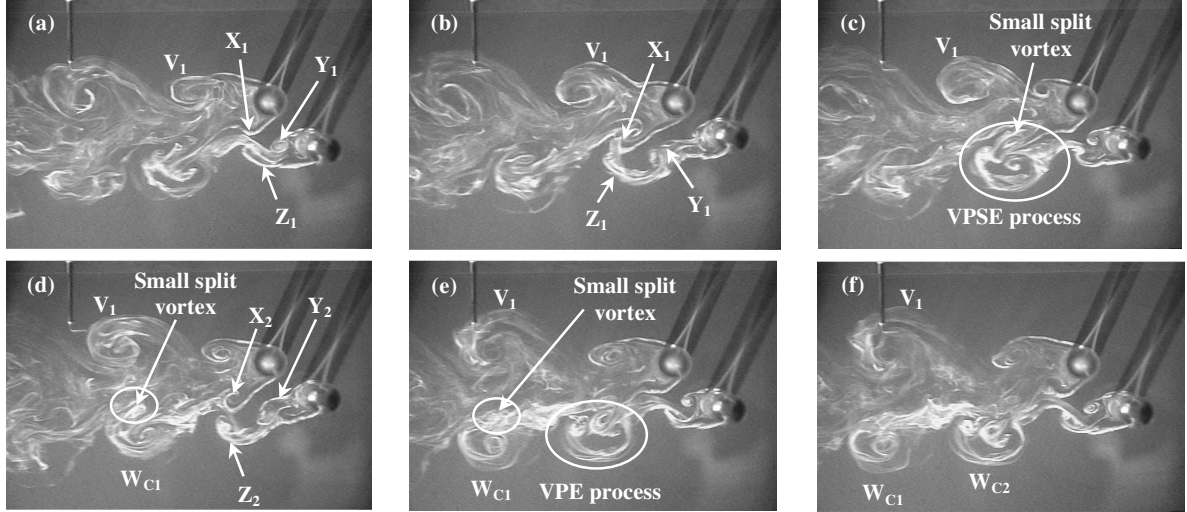 (a)
X1
V1
Y1
Z1
(b)
V1
X1
Z1
Y1
(c)
Small split
vortex
V1
VPSE process
(d)
Small split
vortex
V1
X2
Y2
WC1
Z2
(e)
Small split
vortex
V1
WC1
VPE process
(f)
V1
WC1
WC2